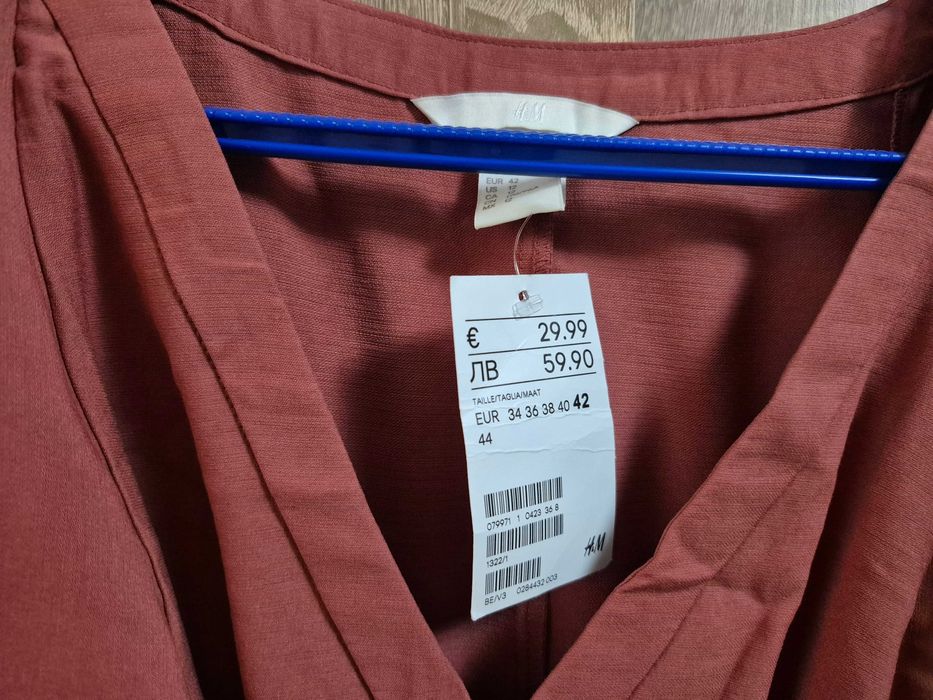 H&M
EUR 42
€ 29.99
ЛВ 59.90
TAILLE/TAGLIA/MAAT
EUR 34 36 38 40 42
44
079971 1 0423 36 8
1322/1
H&M
BE/V3 0284432 003